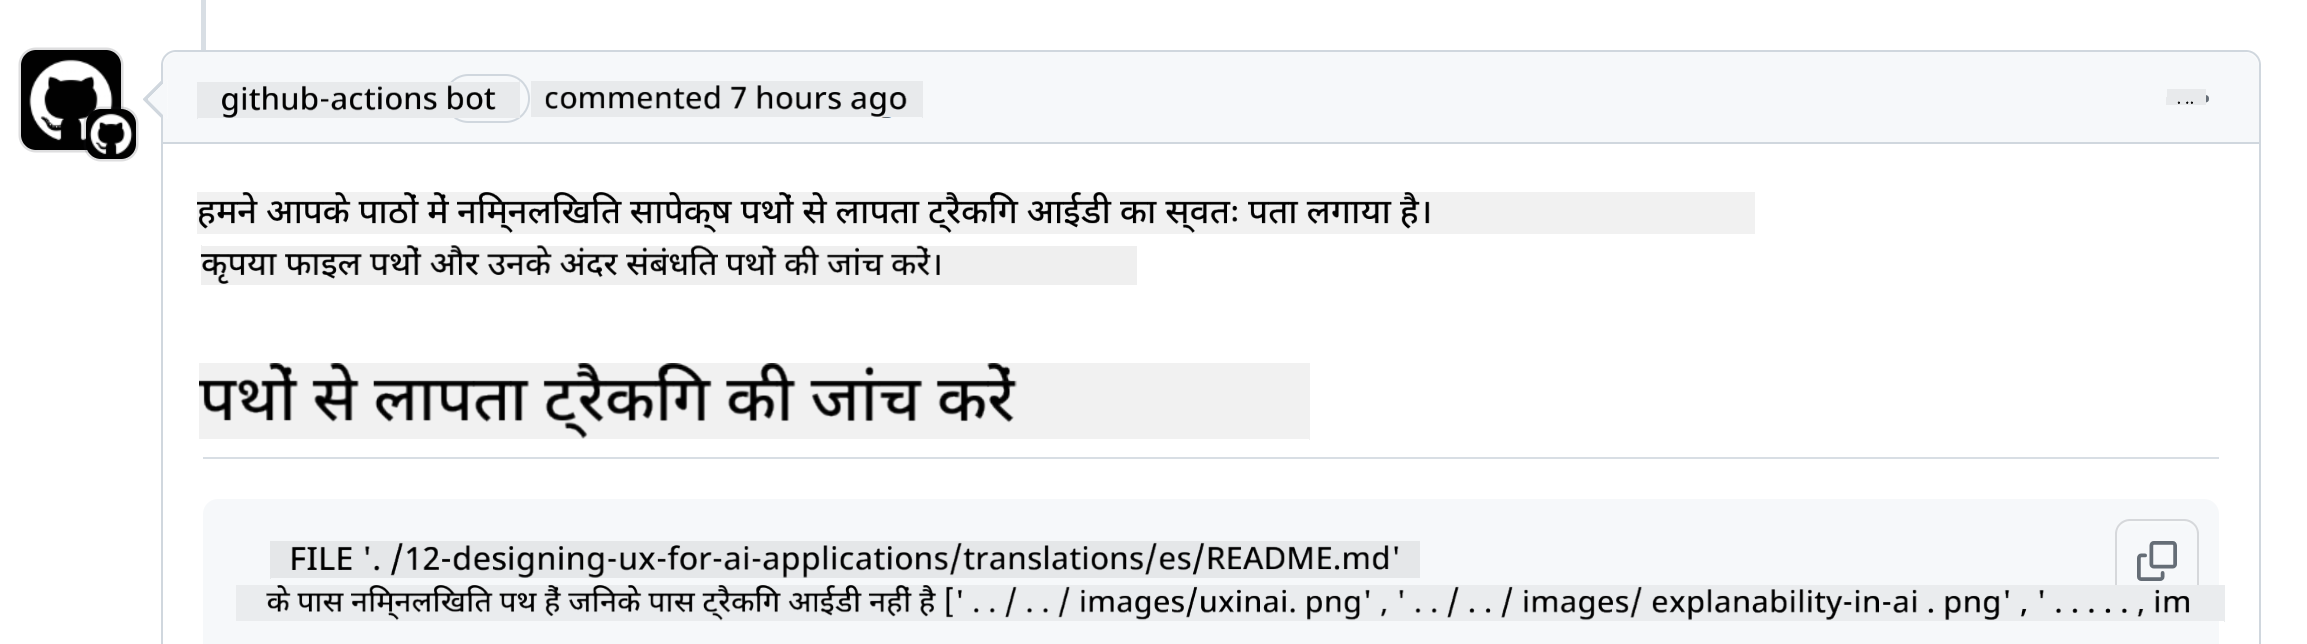 github-actions bot commented 7 hours ago
हमने आपके पाठों में निम्नलिखित सापेक्ष पथों से लापता ट्रैकिंग आईडी का स्वतः पता लगाया है।
कृपया फाइल पथों और उनके अंदर संबंधित पथों की जांच करें।
पथों से लापता ट्रैकिंग की जांच करें
FILE '. /12-designing-ux-for-ai-applications/translations/es/README.md'
के पास निम्नलिखित पथ हैं जिनके पास ट्रैकिंग आईडी नहीं है [' . . / . . / images/uxinai. png' , ' . . / . . / images/ explanability-in-ai . png' , ' . . . . . , im